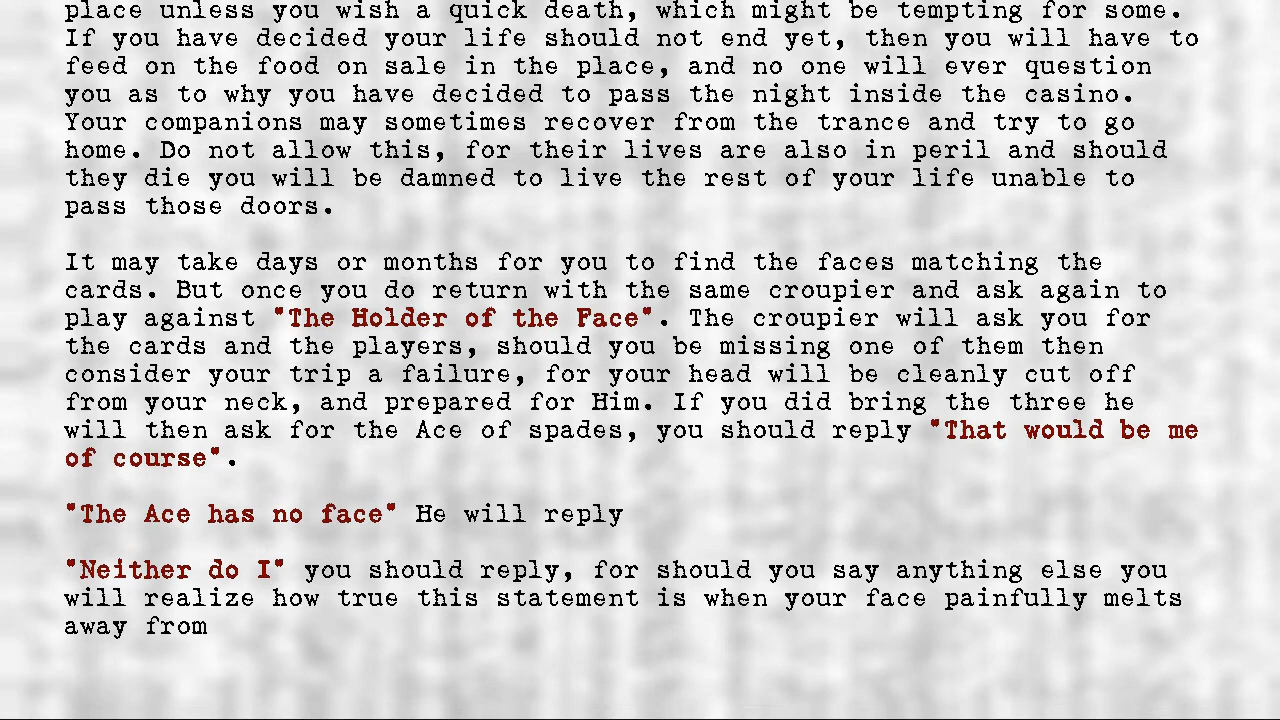 place unless you wish a quick death, which might be tempting for some.
If you have decided your life should not end yet, then you will have to
feed on the food on sale in the place, and no one will ever question
you as to why you have decided to pass the night inside the casino.
Your companions may sometimes recover from the trance and try to go
home. Do not allow this, for their lives are also in peril and should
they die you will be damned to live the rest of your life unable to
pass those doors.
It may take days or months for you to find the faces matching the
cards. But once you do return with the same croupier and ask again to
play against "The Holder of the Face". The croupier will ask you for
the cards and the players, should you be missing one of them then
consider your trip a failure, for your head will be cleanly cut off
from your neck, and prepared for Him. If you did bring the three he
will then ask for the Ace of spades, you should reply "That would be me
of course".
"The Ace has no face" He will reply
"Neither do I" you should reply, for should you say anything else you
will realize how true this statement is when your face painfully melts
away from